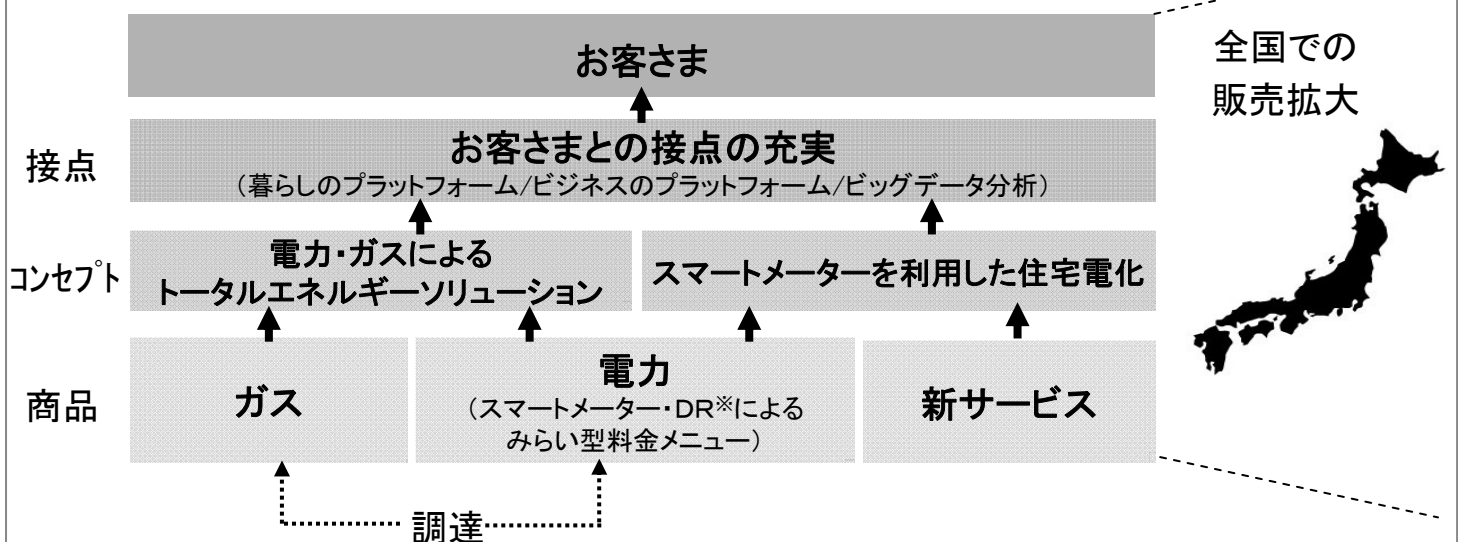 お客さま
全国での
販売拡大
接点
お客さまとの接点の充実
（暮らしのプラットフォーム/ビジネスのプラットフォーム/ビッグデータ分析）
コンセプト
電力・ガスによる
トータルエネルギーソリューション
スマートメーターを利用した住宅電化
商品
ガス
電力
（スマートメーター・DR※による
みらい型料金メニュー）
新サービス
調達